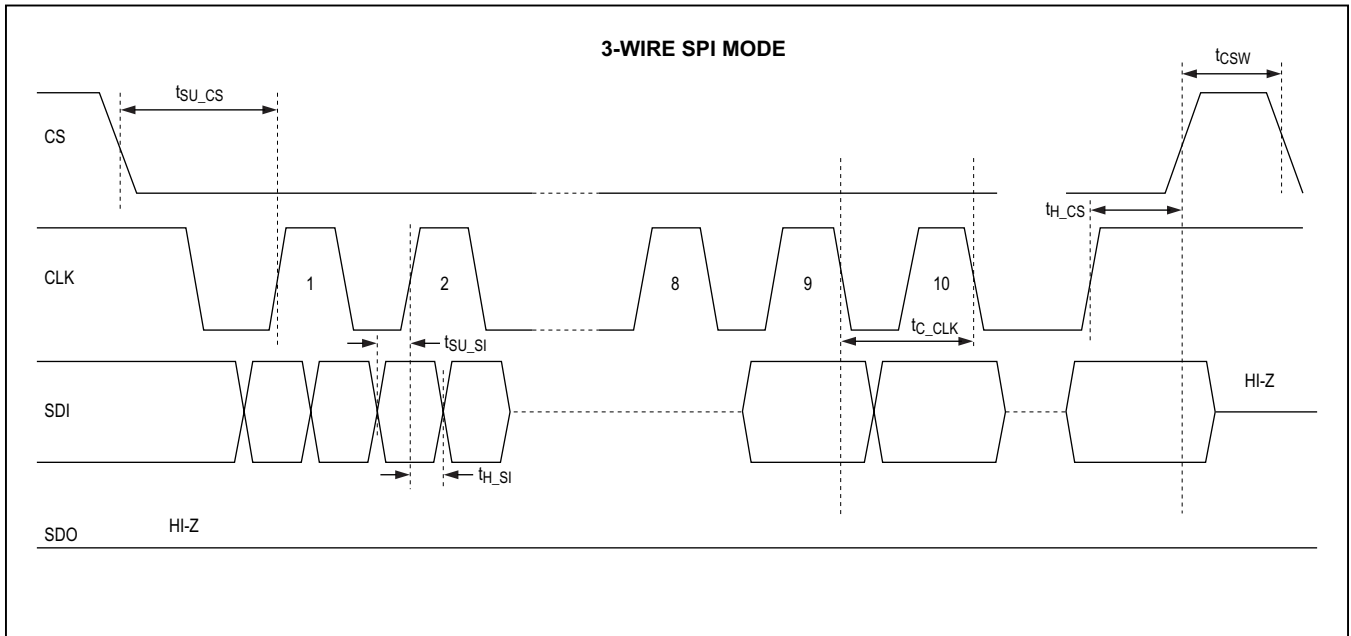 3-WIRE SPI MODE
tCSW
tSU_CS
CS
tH_CS
CLK
1
2
8
9
10
tC_CLK
tSU_SI
SDI
HI-Z
tH_SI
SDO
HI-Z